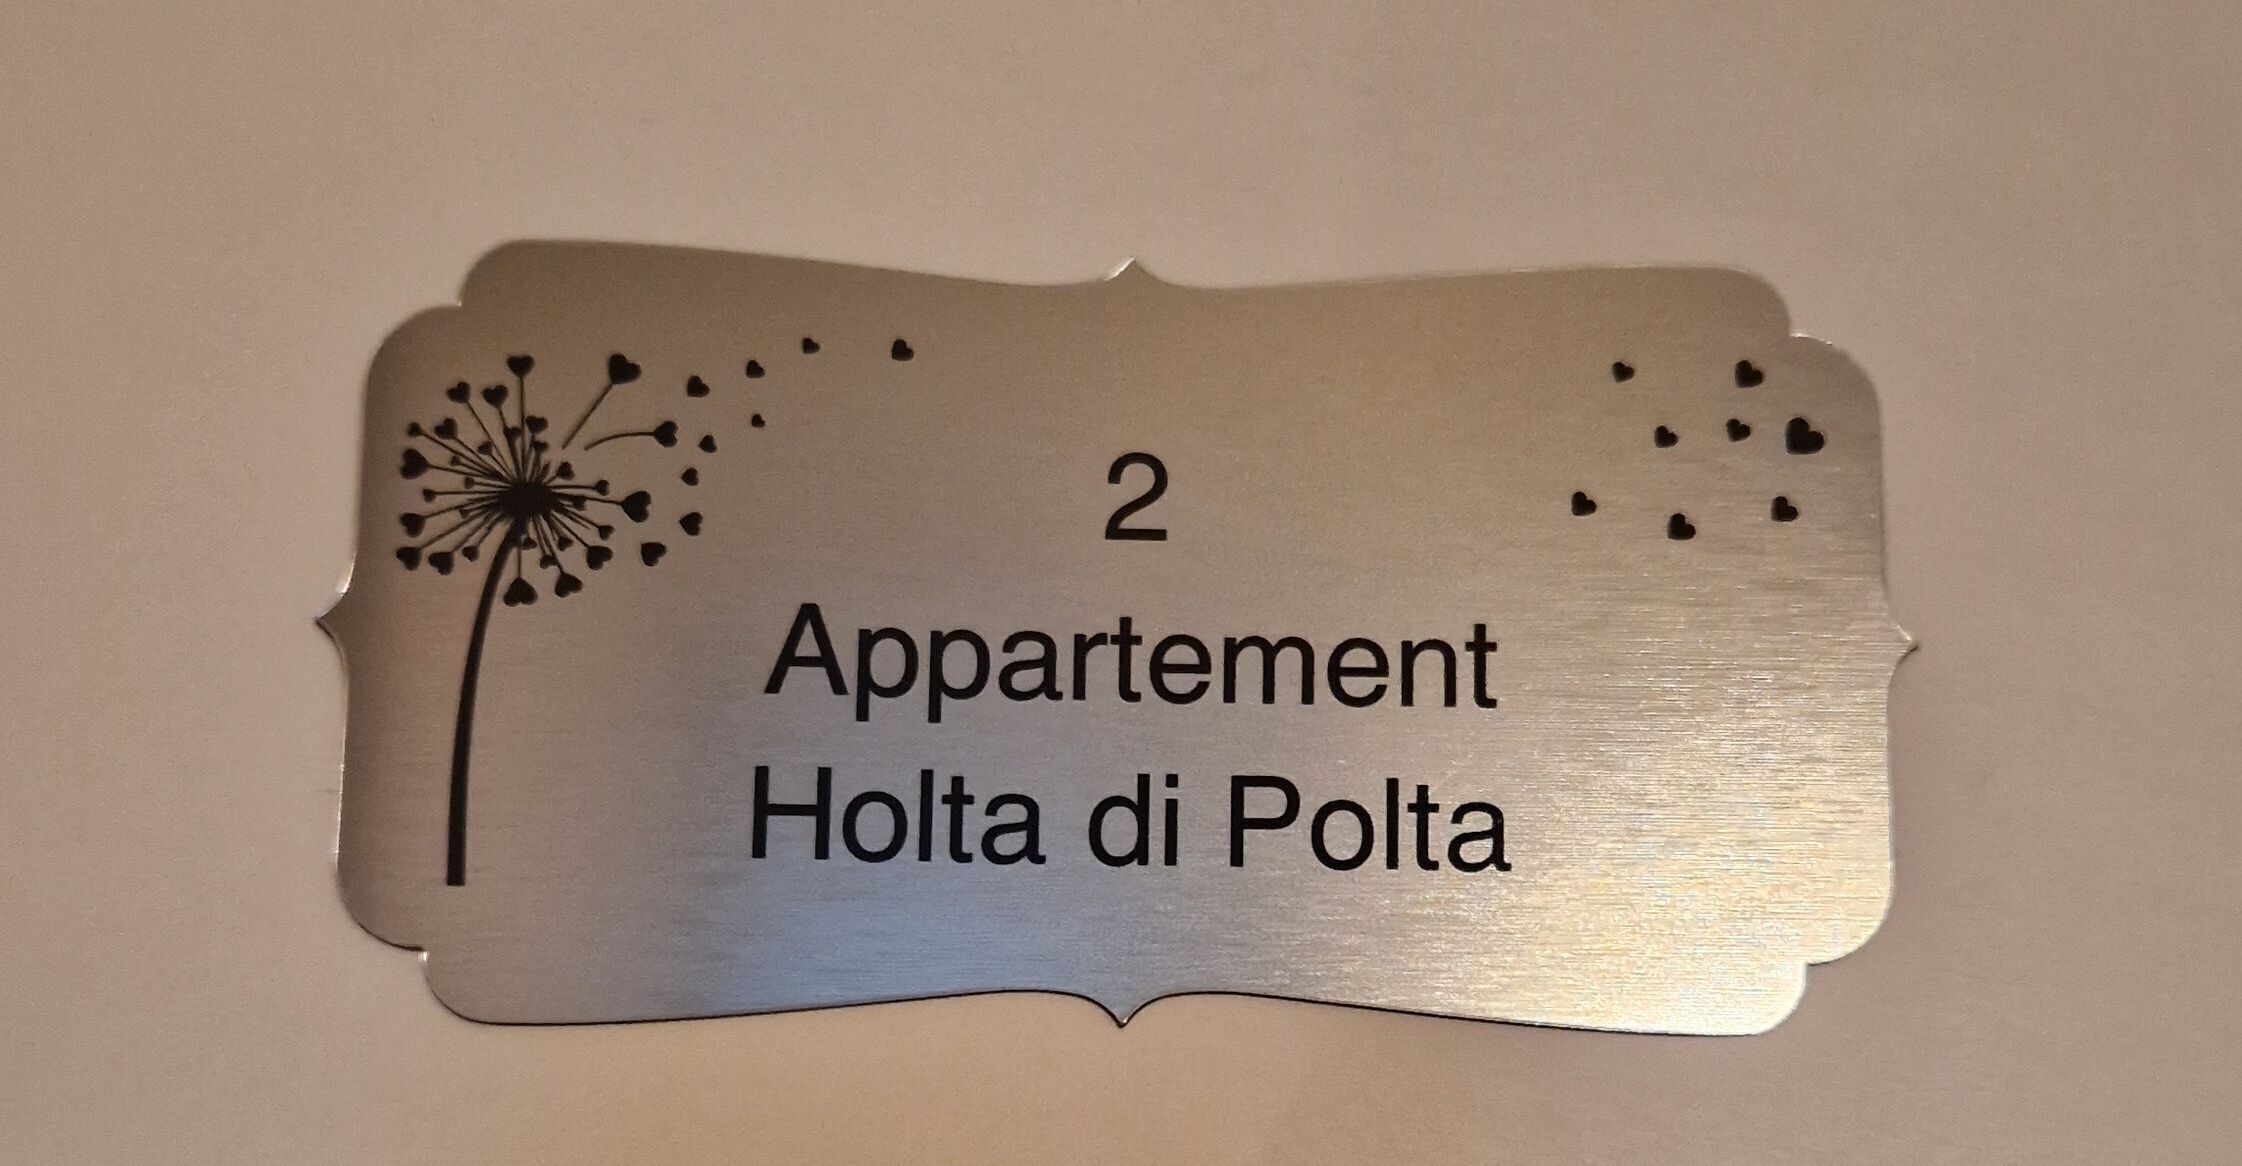 2
Appartement
Holta di Polta